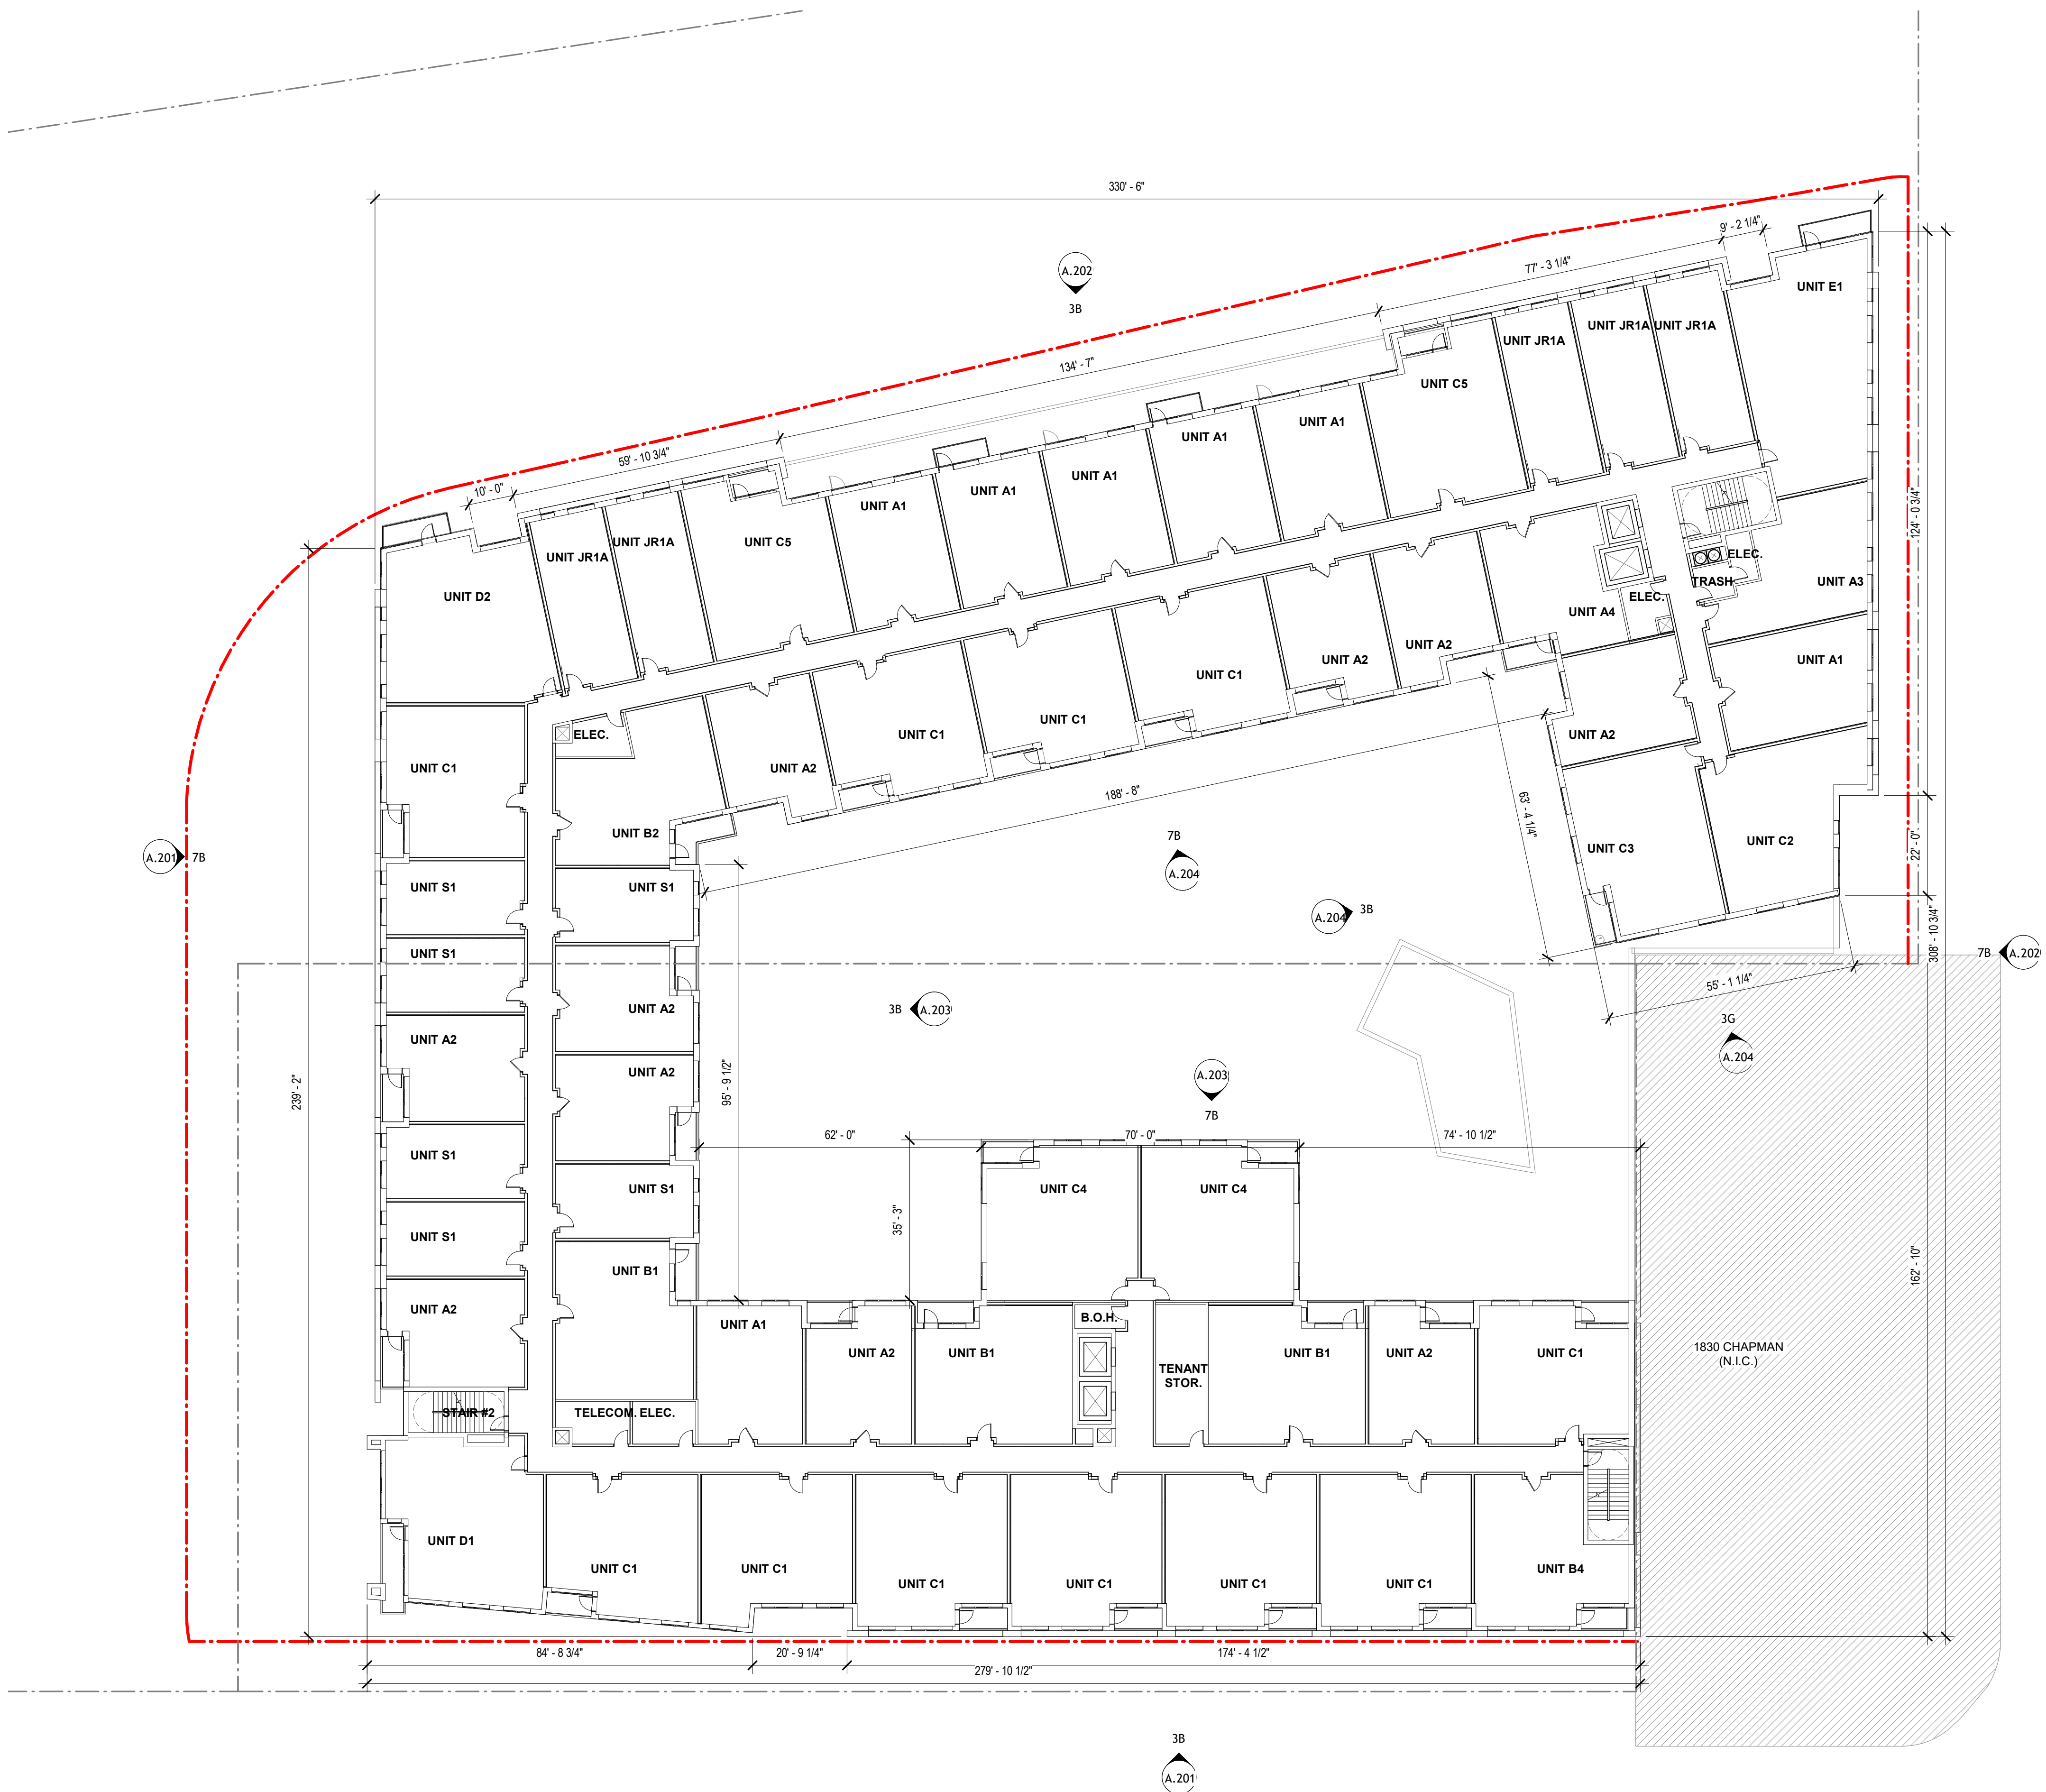 330' - 6"
9' - 2 1/4"
A.202
3B
77' - 3 1/4"
UNIT E1
UNIT JR1A
UNIT JR1A
UNIT JR1A
134' - 7"
UNIT C5
UNIT A1
UNIT A1
59' - 10 3/4"
10' - 0"
UNIT A1
UNIT A1
UNIT A1
124' - 0 3/4"
UNIT C5
UNIT JR1A
UNIT JR1A
ELEC.
TRASH
UNIT A3
UNIT D2
ELEC.
UNIT A4
UNIT A2
UNIT A2
UNIT A1
UNIT C1
UNIT C1
UNIT C1
UNIT A2
ELEC.
UNIT C1
UNIT A2
188' - 8"
63' - 4 1/4"
UNIT B2
7B
A.204
UNIT C3
UNIT C2
22' - 0"
A.201
7B
UNIT S1
UNIT S1
A.204
3B
308' - 10 3/4"
UNIT S1
7B
A.202
55' - 1 1/4"
3B
A.203
UNIT A2
3G
A.204
UNIT A2
UNIT A2
239' - 2"
95' - 9 1/2"
A.203
7B
62' - 0"
70' - 0"
74' - 10 1/2"
UNIT S1
UNIT S1
UNIT C4
UNIT C4
35' - 3"
UNIT S1
UNIT B1
162' - 10"
UNIT A2
UNIT A1
B.O.H.
UNIT A2
UNIT B1
TENANT
STOR.
UNIT B1
UNIT A2
UNIT C1
1830 CHAPMAN
(N.I.C.)
STAIR #2
TELECOM.
ELEC.
UNIT D1
UNIT C1
UNIT C1
UNIT C1
UNIT C1
UNIT C1
UNIT C1
UNIT B4
84' - 8 3/4"
20' - 9 1/4"
174' - 4 1/2"
279' - 10 1/2"
3B
A.201